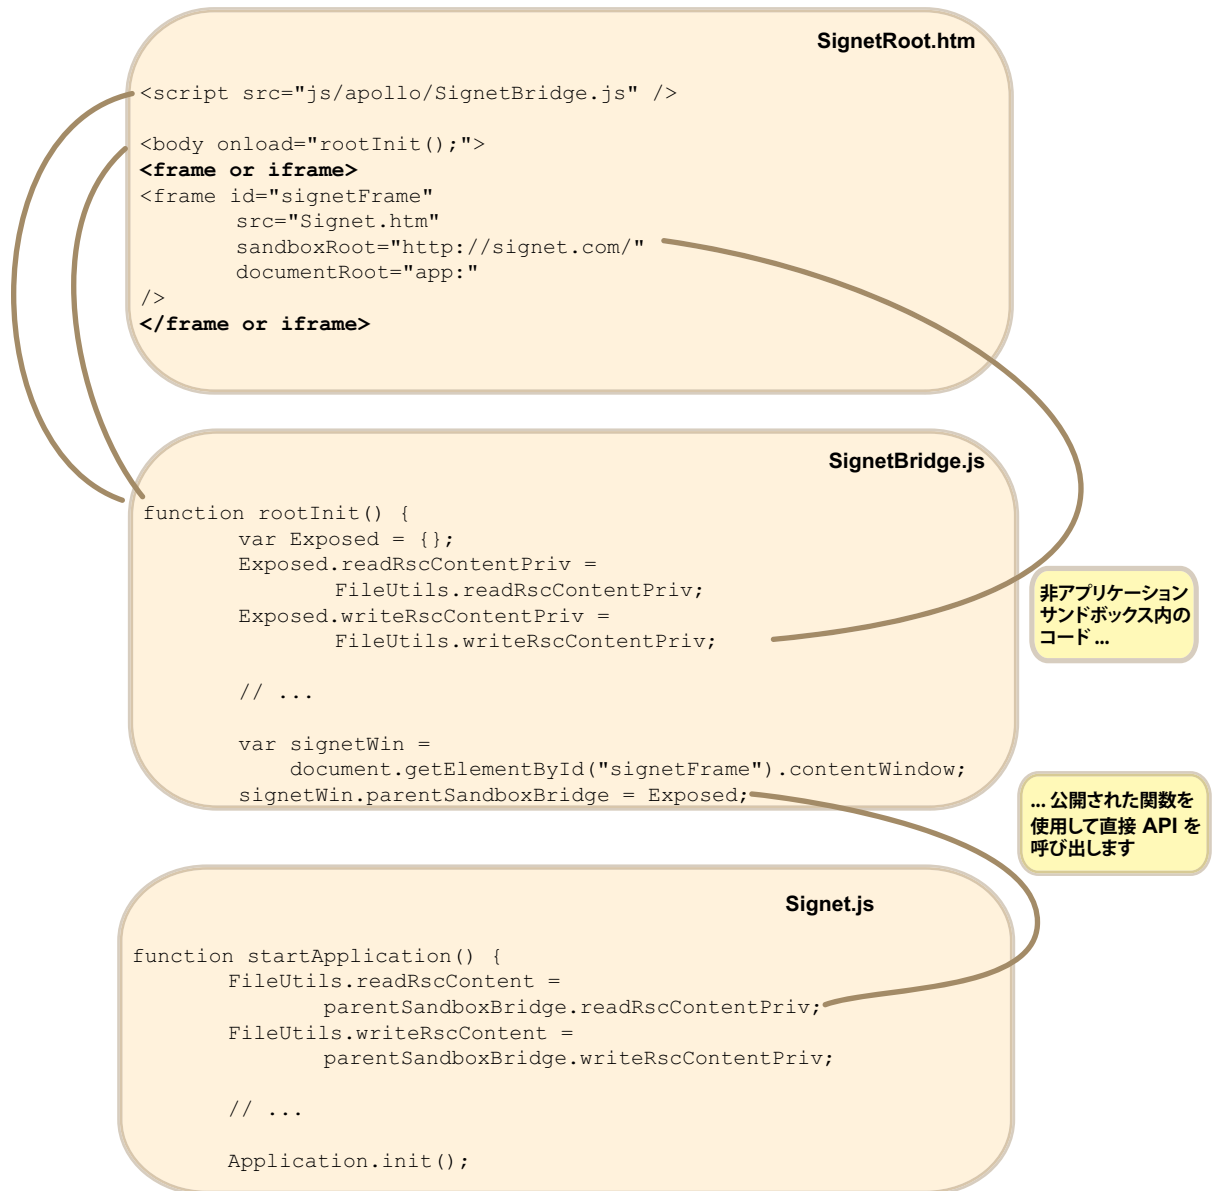 SignetRoot.htm
<script src="js/apollo/SignetBridge.js" />
<body onload="rootInit();">
<frame or iframe>
<frame id="signetFrame"
src="Signet.htm"
sandboxRoot="http://signet.com/"
documentRoot="app:"
/>
</frame or iframe>
SignetBridge.js
function rootInit() {
var Exposed = {};
Exposed.readRscContentPriv =
FileUtils.readRscContentPriv;
Exposed.writeRscContentPriv =
FileUtils.writeRscContentPriv;
// ...
var signetWin =
document.getElementById("signetFrame").contentWindow;
signetWin.parentSandboxBridge = Exposed;
非アプリケーション
サンドボックス内の
コード ...
... 公開された関数を
使用して直接 API を
呼び出します
Signet.js
function startApplication() {
FileUtils.readRscContent =
parentSandboxBridge.readRscContentPriv;
FileUtils.writeRscContent =
parentSandboxBridge.writeRscContentPriv;
// ...
Application.init();